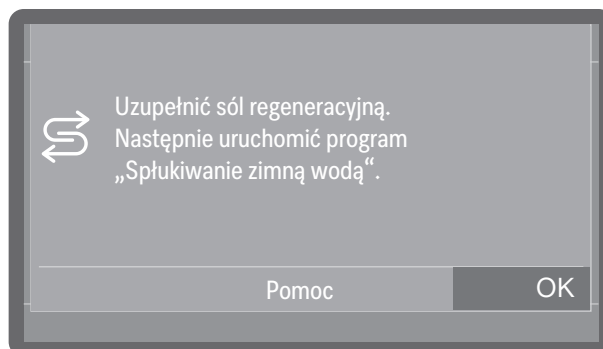 Uzupełnić sól regeneracyjną.
Następnie uruchomić program
„Spłukiwanie zimną wodą“.
Pomoc
OK